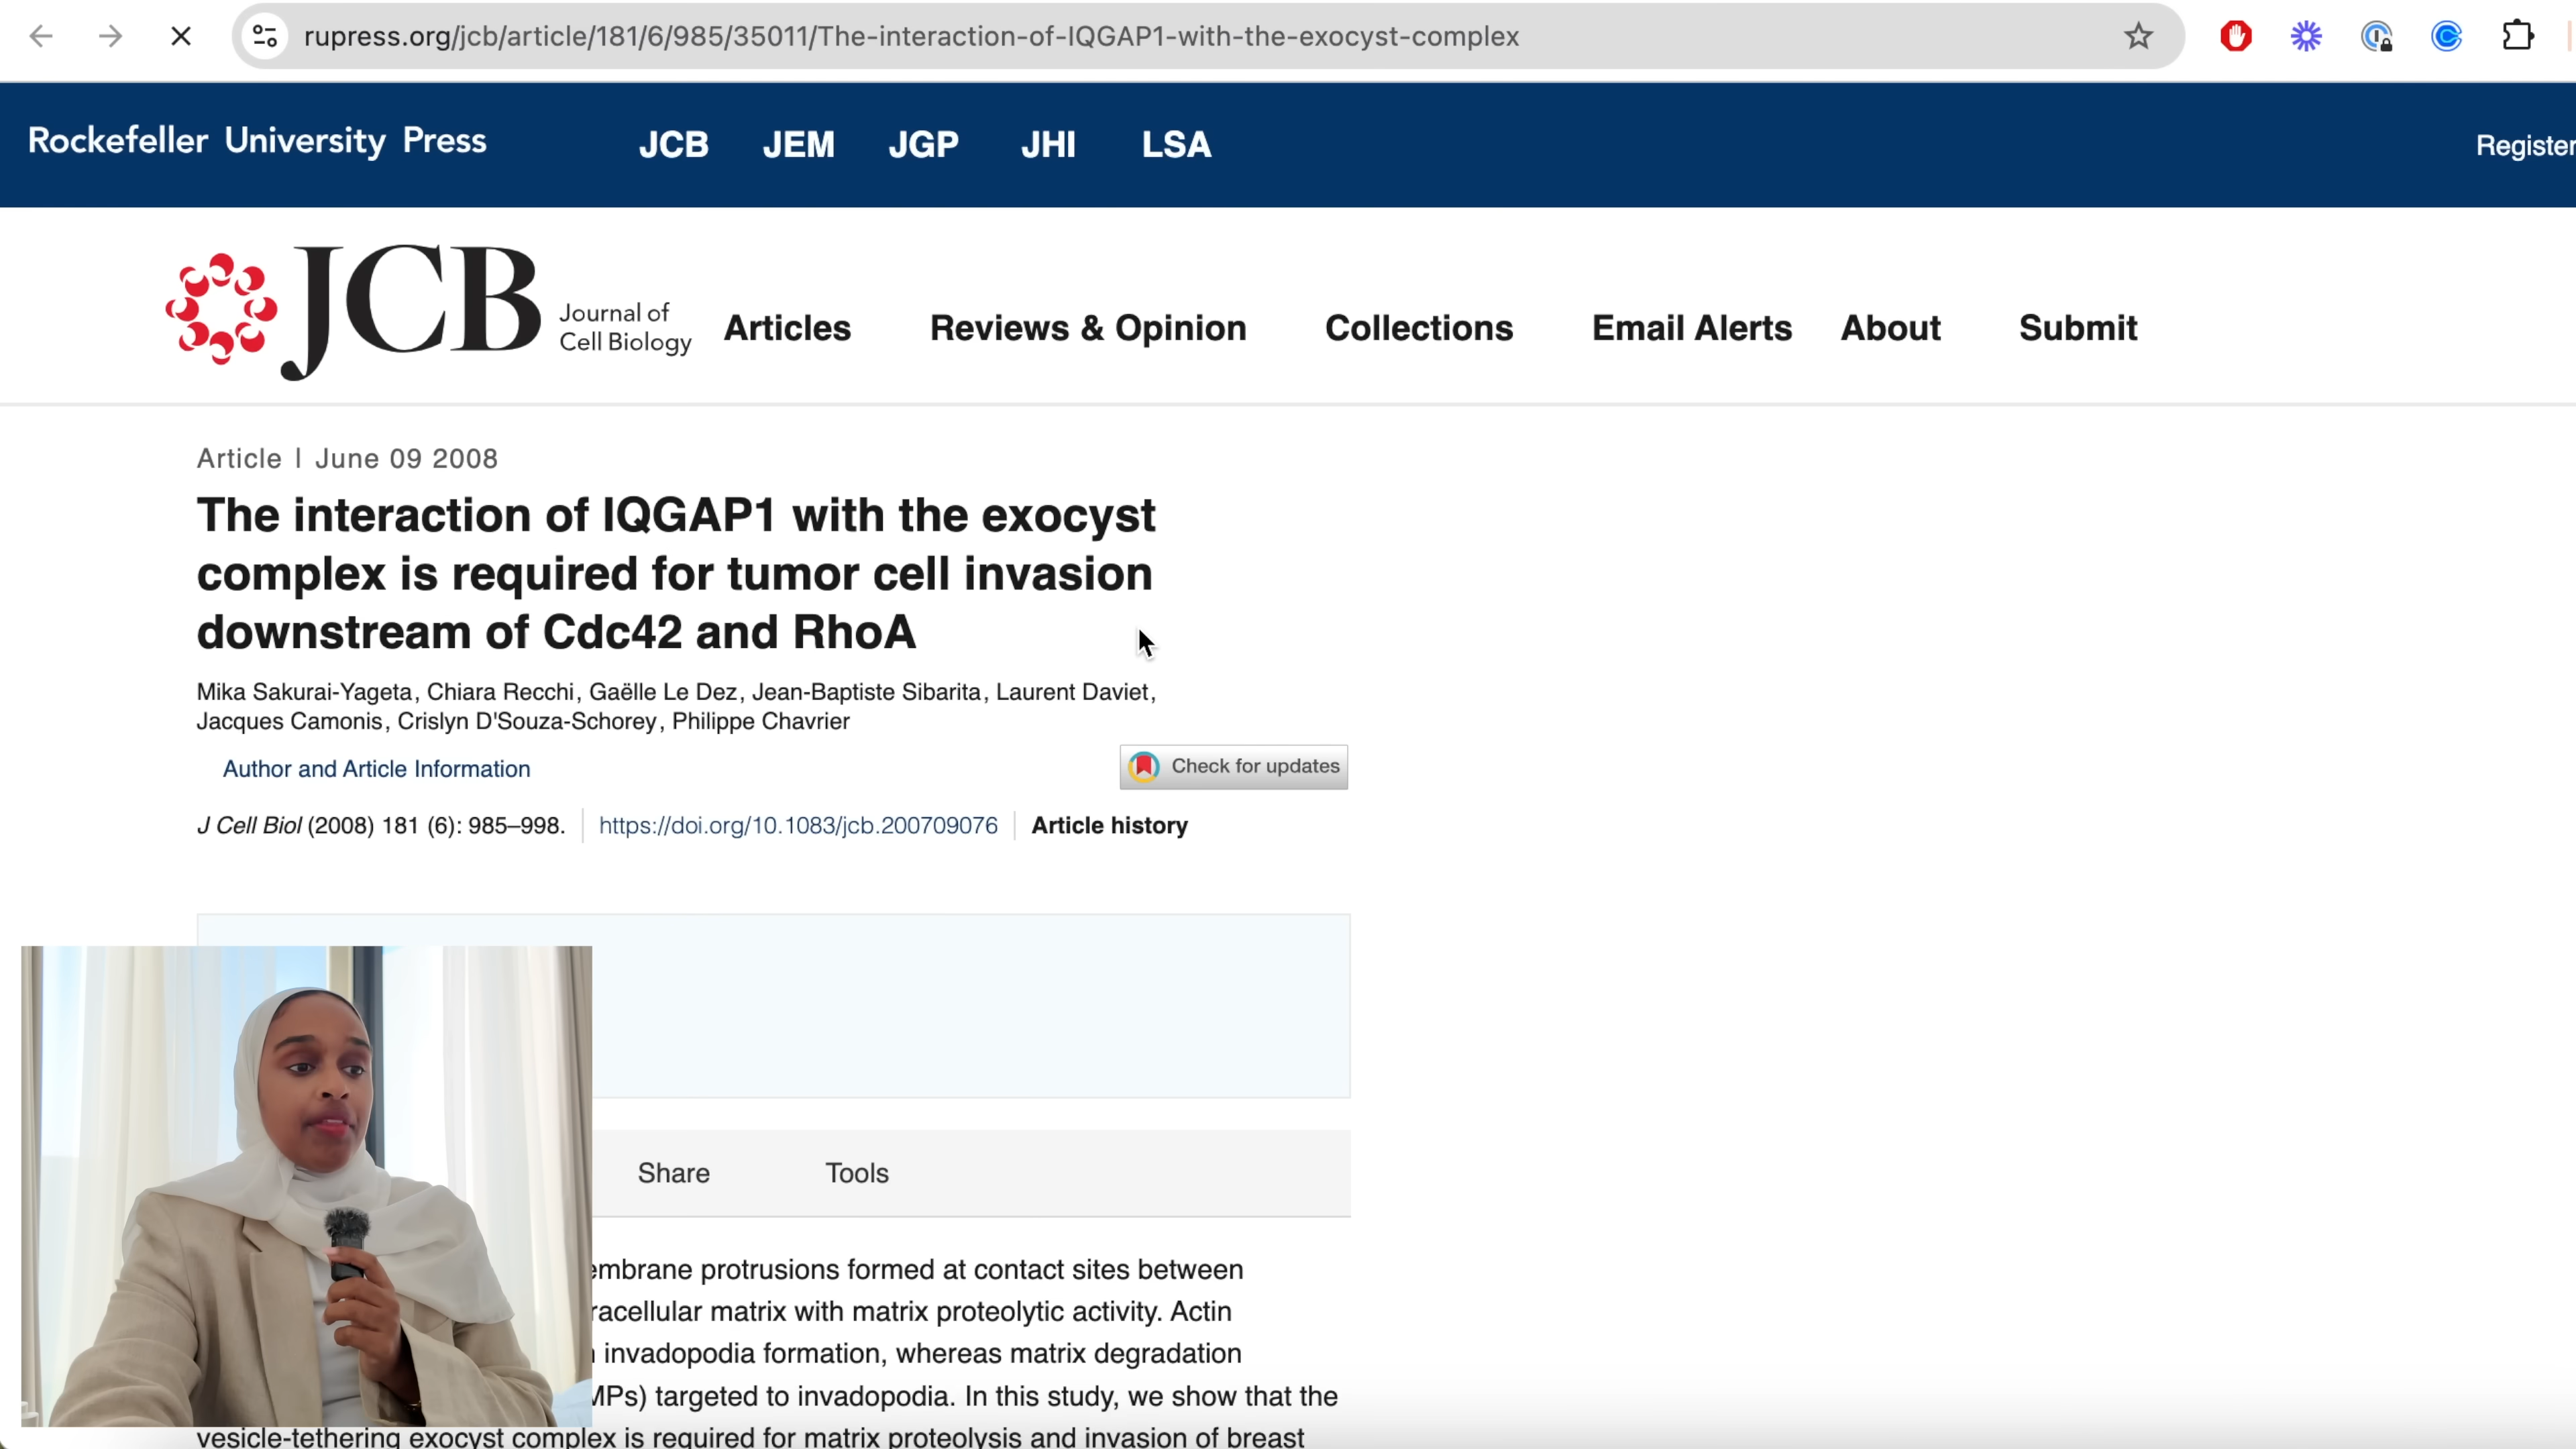 rupress.org/jcb/article/181/6/985/35011/The-interaction-of-IQGAP1-with-the-exocyst-complex
Rockefeller University Press
JCB
JEM
JGP
JHI
LSA
Register
JCB
Journal of
Cell Biology
Articles
Reviews & Opinion
Collections
Email Alerts
About
Submit
Article | June 09 2008
The interaction of IQGAP1 with the exocyst
complex is required for tumor cell invasion
downstream of Cdc42 and RhoA
Mika Sakurai-Yageta, Chiara Recchi, Gaëlle Le Dez, Jean-Baptiste Sibarita, Laurent Daviet,
Jacques Camonis, Crislyn D'Souza-Schorey, Philippe Chavrier
Author and Article Information
Check for updates
J Cell Biol (2008) 181 (6): 985–998.
https://doi.org/10.1083/jcb.200709076
Article history
Share
Tools
embrane protrusions formed at contact sites between
racellular matrix with matrix proteolytic activity. Actin
invadopodia formation, whereas matrix degradation
MPs) targeted to invadopodia. In this study, we show that the
vesicle-tethering exocyst complex is required for matrix proteolysis and invasion of breast